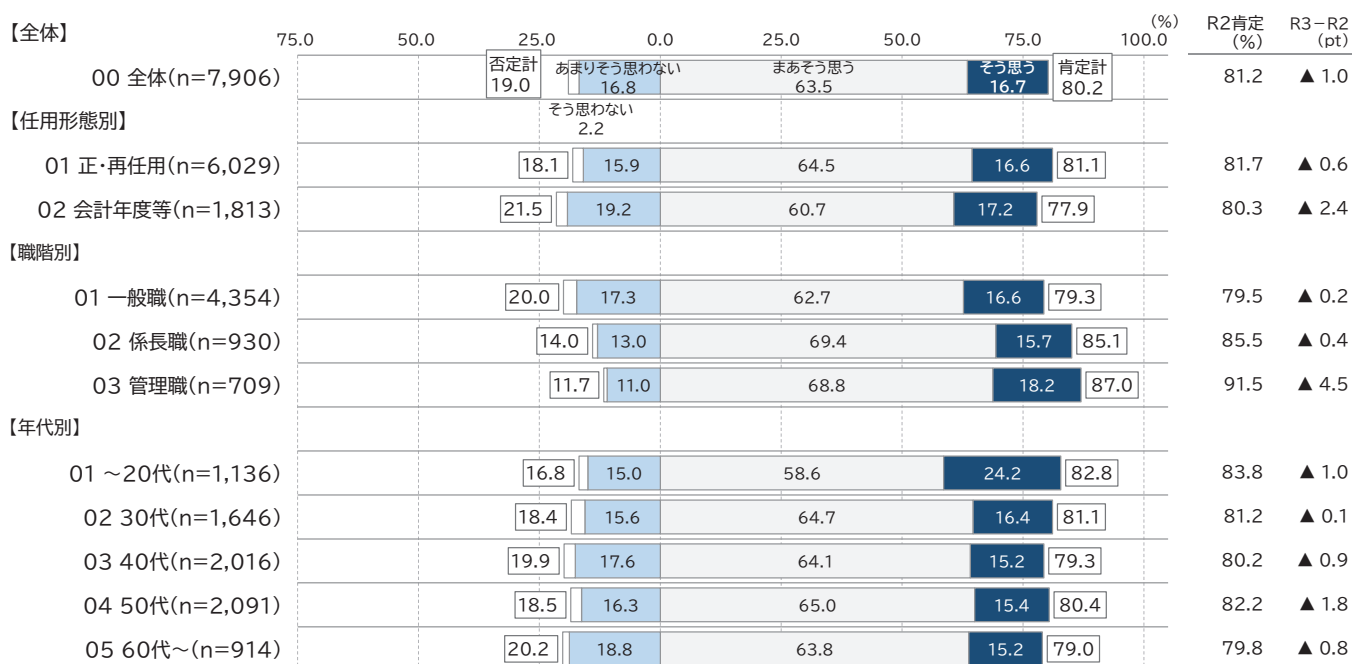 【全体】
(%) R2肯定 R3-R2
75.0 50.0 25.0 0.0 25.0 50.0 75.0 100.0 (%) (pt)
00 全体(n=7,906) 否定計 19.0 あまりそう思わない 16.8 まあそう思う 63.5 そう思う 16.7 肯定計 80.2 81.2 ▲ 1.0
そう思わない
2.2
【任用形態別】
01 正・再任用(n=6,029) 18.1 15.9 64.5 16.6 81.1 81.7 ▲ 0.6
02 会計年度等(n=1,813) 21.5 19.2 60.7 17.2 77.9 80.3 ▲ 2.4
【職階別】
01 一般職(n=4,354) 20.0 17.3 62.7 16.6 79.3 79.5 ▲ 0.2
02 係長職(n=930) 14.0 13.0 69.4 15.7 85.1 85.5 ▲ 0.4
03 管理職(n=709) 11.7 11.0 68.8 18.2 87.0 91.5 ▲ 4.5
【年代別】
01 ～20代(n=1,136) 16.8 15.0 58.6 24.2 82.8 83.8 ▲ 1.0
02 30代(n=1,646) 18.4 15.6 64.7 16.4 81.1 81.2 ▲ 0.1
03 40代(n=2,016) 19.9 17.6 64.1 15.2 79.3 80.2 ▲ 0.9
04 50代(n=2,091) 18.5 16.3 65.0 15.4 80.4 82.2 ▲ 1.8
05 60代～(n=914) 20.2 18.8 63.8 15.2 79.0 79.8 ▲ 0.8